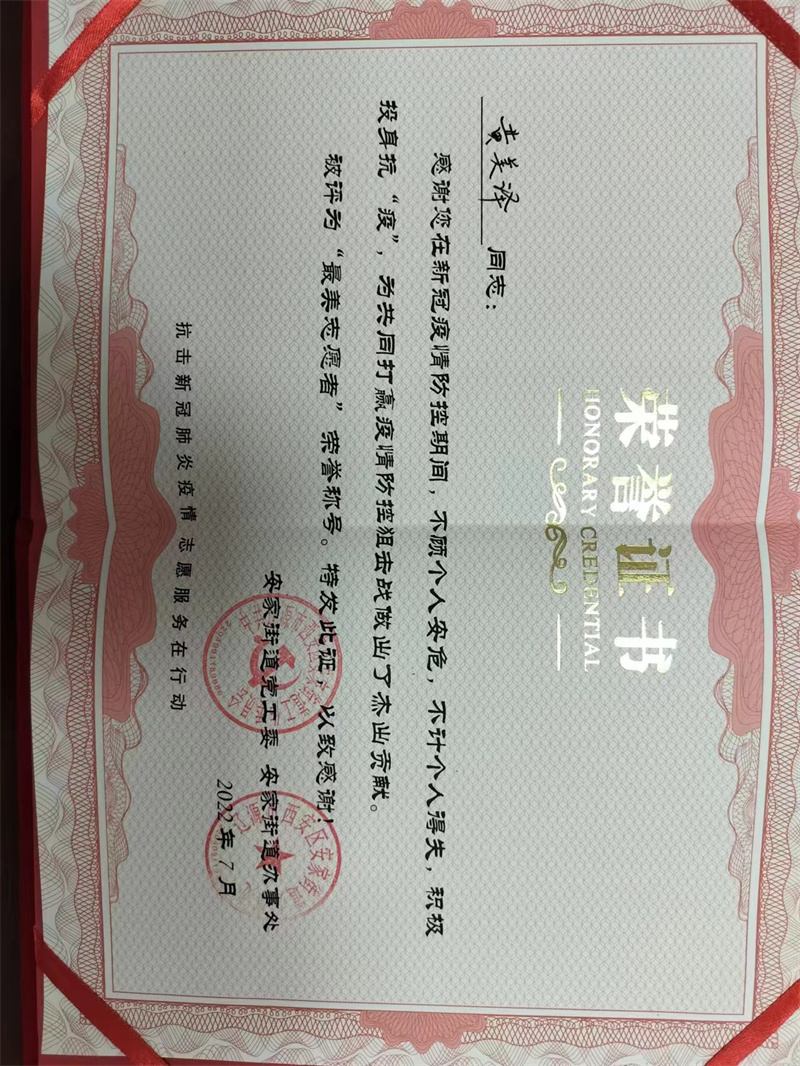 荣誉证书
HONORARY CREDENTIAL
黄美泽 同志：
感谢您在新冠疫情防控期间，不顾个人安危，不计个人得失，积极
投身抗“疫”，为共同打赢疫情防控狙击战做出了杰出贡献。
被评为“最美志愿者”荣誉称号。特发此证，以致感谢！
安家街道党工委 安家街道办事处
2022年7月
抗击新冠肺炎疫情志愿服务在行动